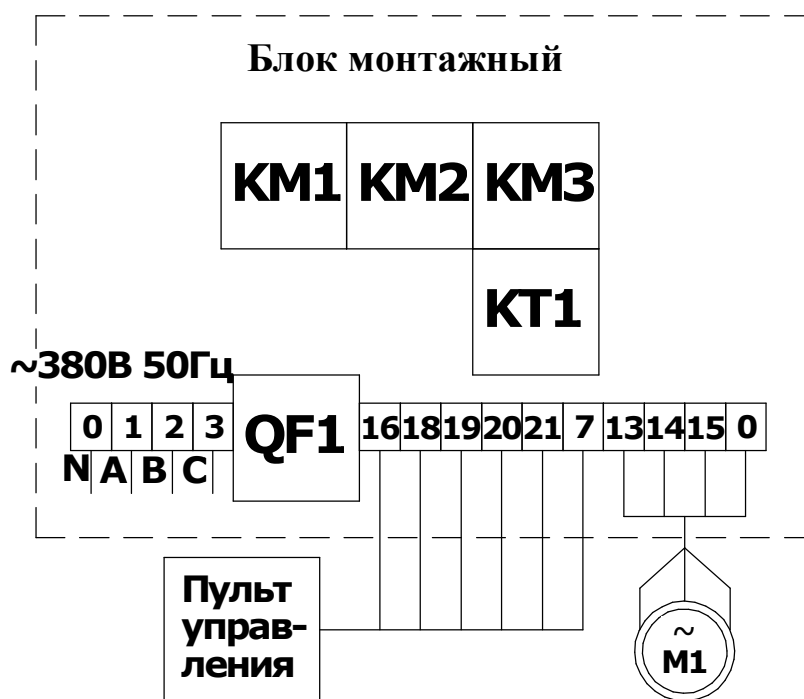 Блок монтажный
KM1 KM2 KM3
KT1
~380В 50Гц
0 1 2 3 QF1 16 18 19 20 21 7 13 14 15 0
N A B C
Пульт
управ-
ления
~
M1